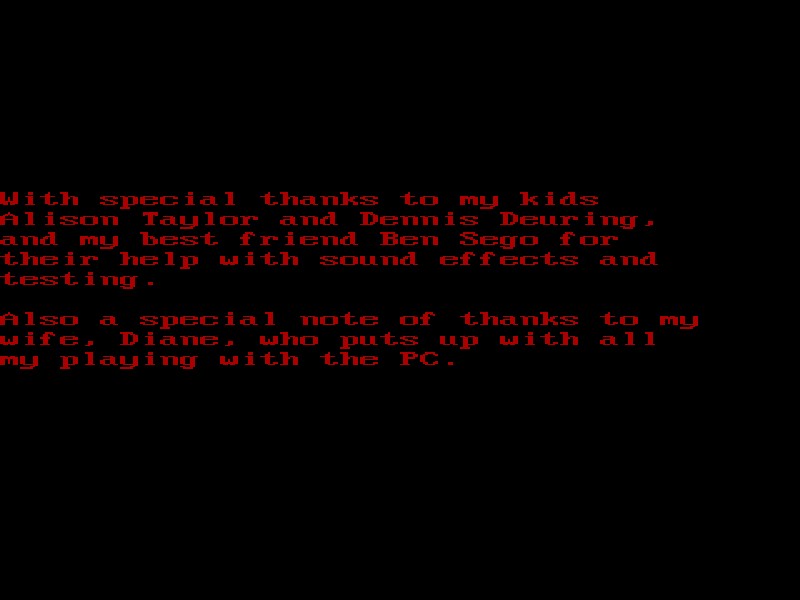 With special thanks to my kids
Alison Taylor and Dennis Deuring,
and my best friend Ben Sego for
their help with sound effects and
testing.
Also a special note of thanks to my
wife, Diane, who puts up with all
my playing with the PC.